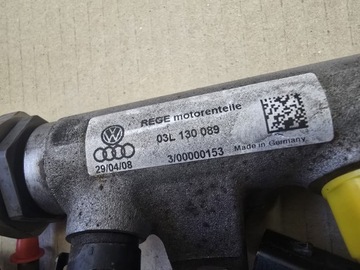 REGE motorenteile
03L 130 089
Made in Germany
29/04/08
3/00000153